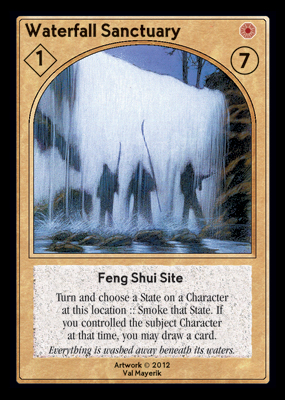 Waterfall Sanctuary
1
7
Feng Shui Site
Turn and choose a State on a Character
at this location :: Smoke that State. If
you controlled the subject Character
at that time, you may draw a card.
Everything is washed away beneath its waters.
Artwork © 2012
Val Mayerik